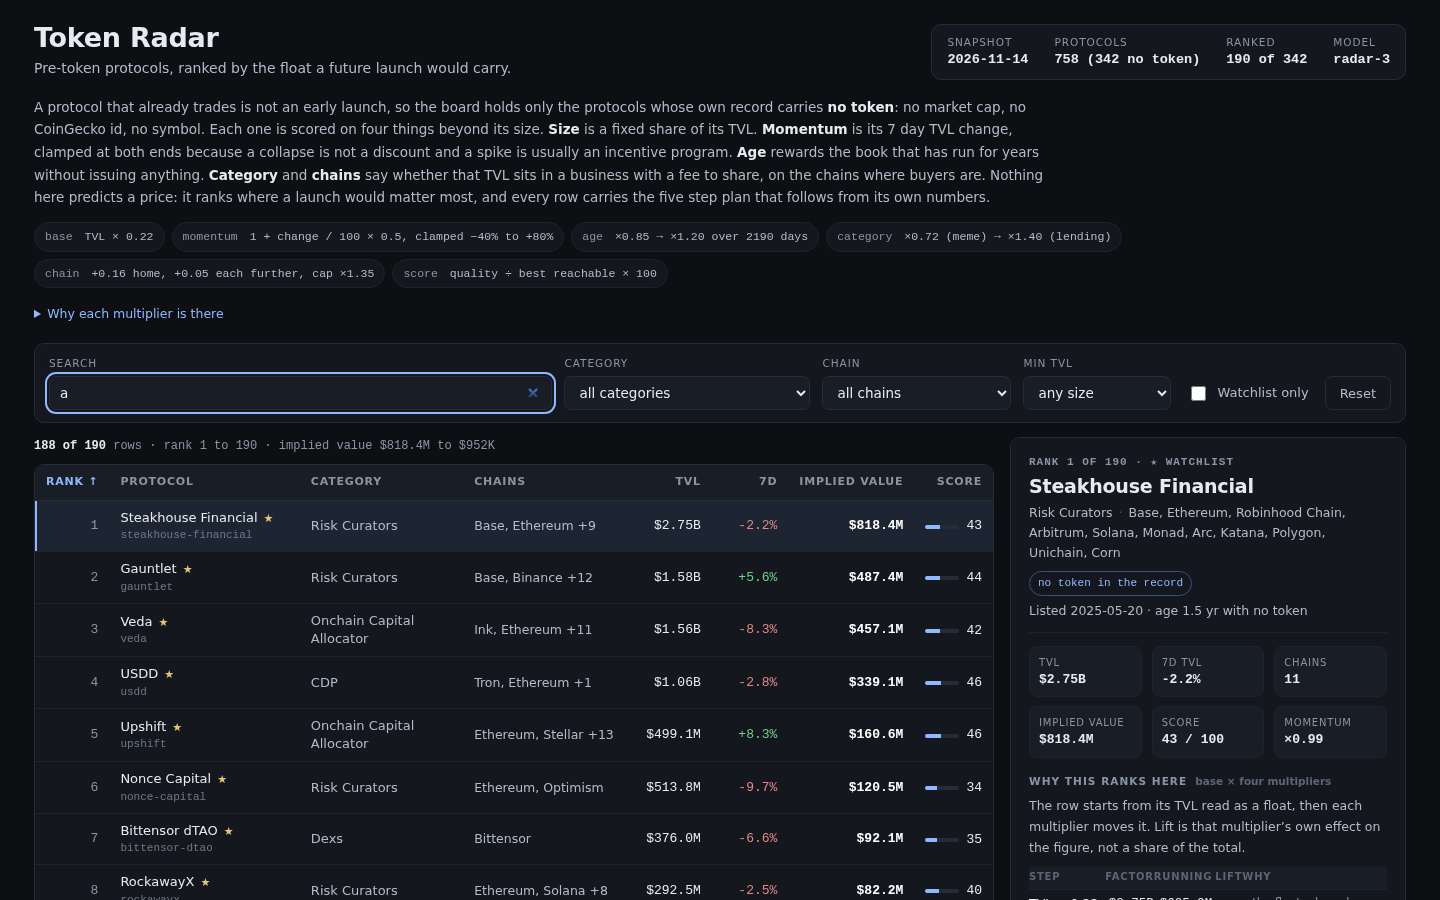 Token Radar
Pre-token protocols, ranked by the float a future launch would carry.
SNAPSHOT PROTOCOLS RANKED MODEL
2026-11-14 758 (342 no token) 190 of 342 radar-3
A protocol that already trades is not an early launch, so the board holds only the protocols whose own record carries no token: no market cap, no
CoinGecko id, no symbol. Each one is scored on four things beyond its size. Size is a fixed share of its TVL. Momentum is its 7 day TVL change,
clamped at both ends because a collapse is not a discount and a spike is usually an incentive program. Age rewards the book that has run for years
without issuing anything. Category and chains say whether that TVL sits in a business with a fee to share, on the chains where buyers are. Nothing
here predicts a price: it ranks where a launch would matter most, and every row carries the five step plan that follows from its own numbers.
base TVL × 0.22 momentum 1 + change / 100 × 0.5, clamped −40% to +80% age ×0.85 → ×1.20 over 2190 days category ×0.72 (meme) → ×1.40 (lending)
chain +0.16 home, +0.05 each further, cap ×1.35 score quality ÷ best reachable × 100
▶ Why each multiplier is there
SEARCH CATEGORY CHAIN MIN TVL
a × all categories all chains any size Watchlist only Reset
188 of 190 rows · rank 1 to 190 · implied value $818.4M to $952K
RANK ↑ PROTOCOL CATEGORY CHAINS TVL 7D IMPLIED VALUE SCORE
1 Steakhouse Financial ★ Risk Curators Base, Ethereum +9 $2.75B -2.2% $818.4M 43
steakhouse-financial
2 Gauntlet ★ Risk Curators Base, Binance +12 $1.58B +5.6% $487.4M 44
gauntlet
3 Veda ★ Onchain Capital Allocator Ink, Ethereum +11 $1.56B -8.3% $457.1M 42
veda
4 USDD ★ CDP Tron, Ethereum +1 $1.06B -2.8% $339.1M 46
usdd
5 Upshift ★ Onchain Capital Allocator Ethereum, Stellar +13 $499.1M +8.3% $160.6M 46
upshift
6 Nonce Capital ★ Risk Curators Ethereum, Optimism $513.8M -9.7% $120.5M 34
nonce-capital
7 Bittensor dTAO ★ Dexs Bittensor $376.0M -6.6% $92.1M 35
bittensor-dtao
8 RockawayX ★ Risk Curators Ethereum, Solana +8 $292.5M -2.5% $82.2M 40
rockawayx
RANK 1 OF 190 · ★ WATCHLIST
Steakhouse Financial
Risk Curators · Base, Ethereum, Robinhood Chain,
Arbitrum, Solana, Monad, Arc, Katana, Polygon,
Unichain, Corn
no token in the record
Listed 2025-05-20 · age 1.5 yr with no token
TVL 7D TVL CHAINS
$2.75B -2.2% 11
IMPLIED VALUE SCORE MOMENTUM
$818.4M 43 / 100 ×0.99
WHY THIS RANKS HERE base × four multipliers
The row starts from its TVL read as a float, then each
multiplier moves it. Lift is that multiplier’s own effect on
the figure, not a share of the total.
STEP FACTOR RUNNING LIFT WHY